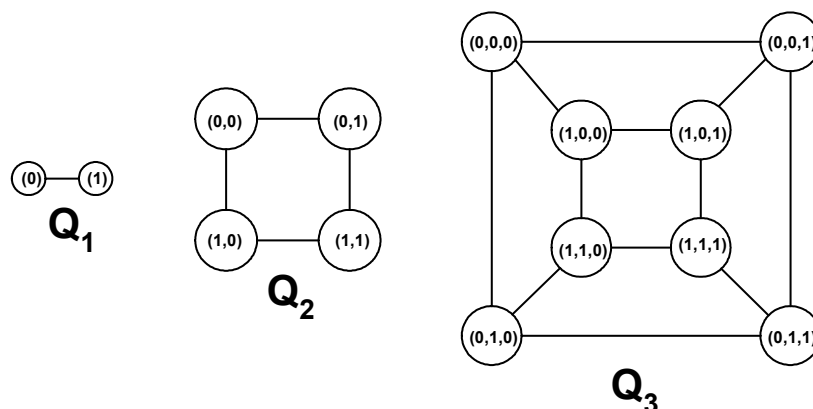 (0) (1)
Q1
(0,0) (0,1)
(1,0) (1,1)
Q2
(0,0,0) (0,0,1)
(1,0,0) (1,0,1)
(1,1,0) (1,1,1)
(0,1,0) (0,1,1)
Q3